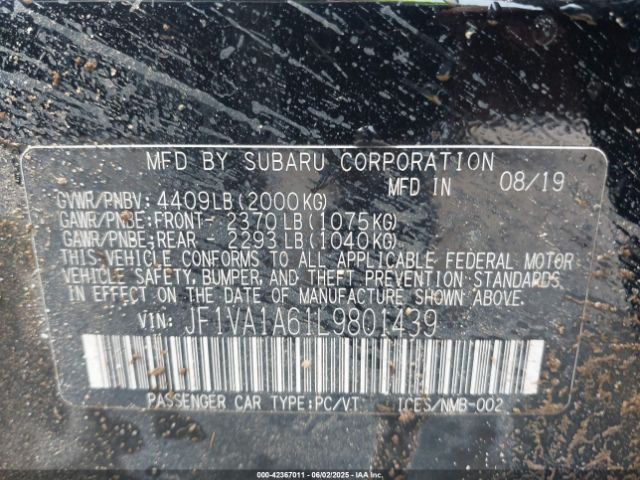 MFD BY SUBARU CORPORATION
MFD IN 08/19
GVWR/PNBV: 4409LB(2000KG)
GAWR/PNBE:FRONT- 2370LB(1075KG)
GAWR/PNBE;REAR 2293LB(1040KG)
THIS VEHICLE CONFORMS TO ALL APPLICABLE FEDERAL MOTOR
VEHICLE SAFETY, BUMPER, AND THEFT PREVENTION STANDARDS
IN EFFECT ON THE DATE OF MANUFACTURE SHOWN ABOVE.
VIN: JF1VA1A61L9801439
PASSENGER CAR TYPE:PC/VT ICES/NMB-002
00-42367011 - 06/02/2025 - IAAI.COM